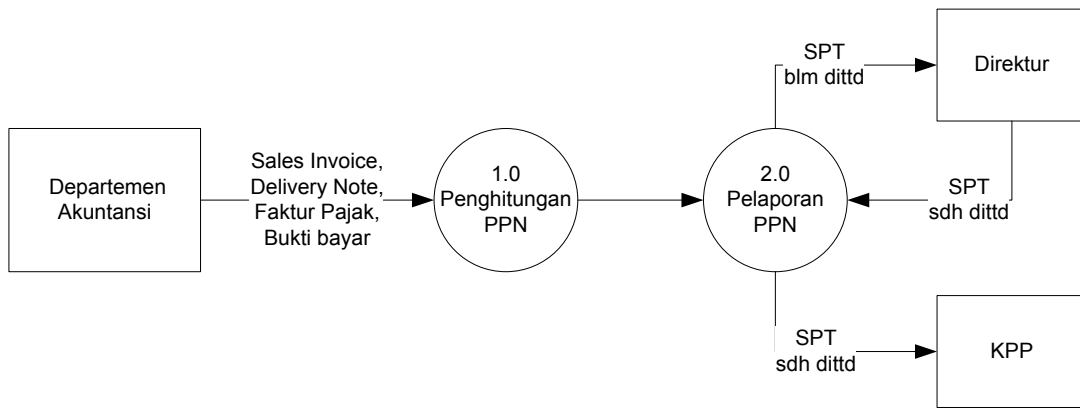 Departemen
Akuntansi
Sales Invoice,
Delivery Note,
Faktur Pajak,
Bukti bayar
1.0
Penghitungan
PPN
2.0
Pelaporan
PPN
SPT
blm dittd
Direktur
SPT
sdh dittd
SPT
sdh dittd
KPP